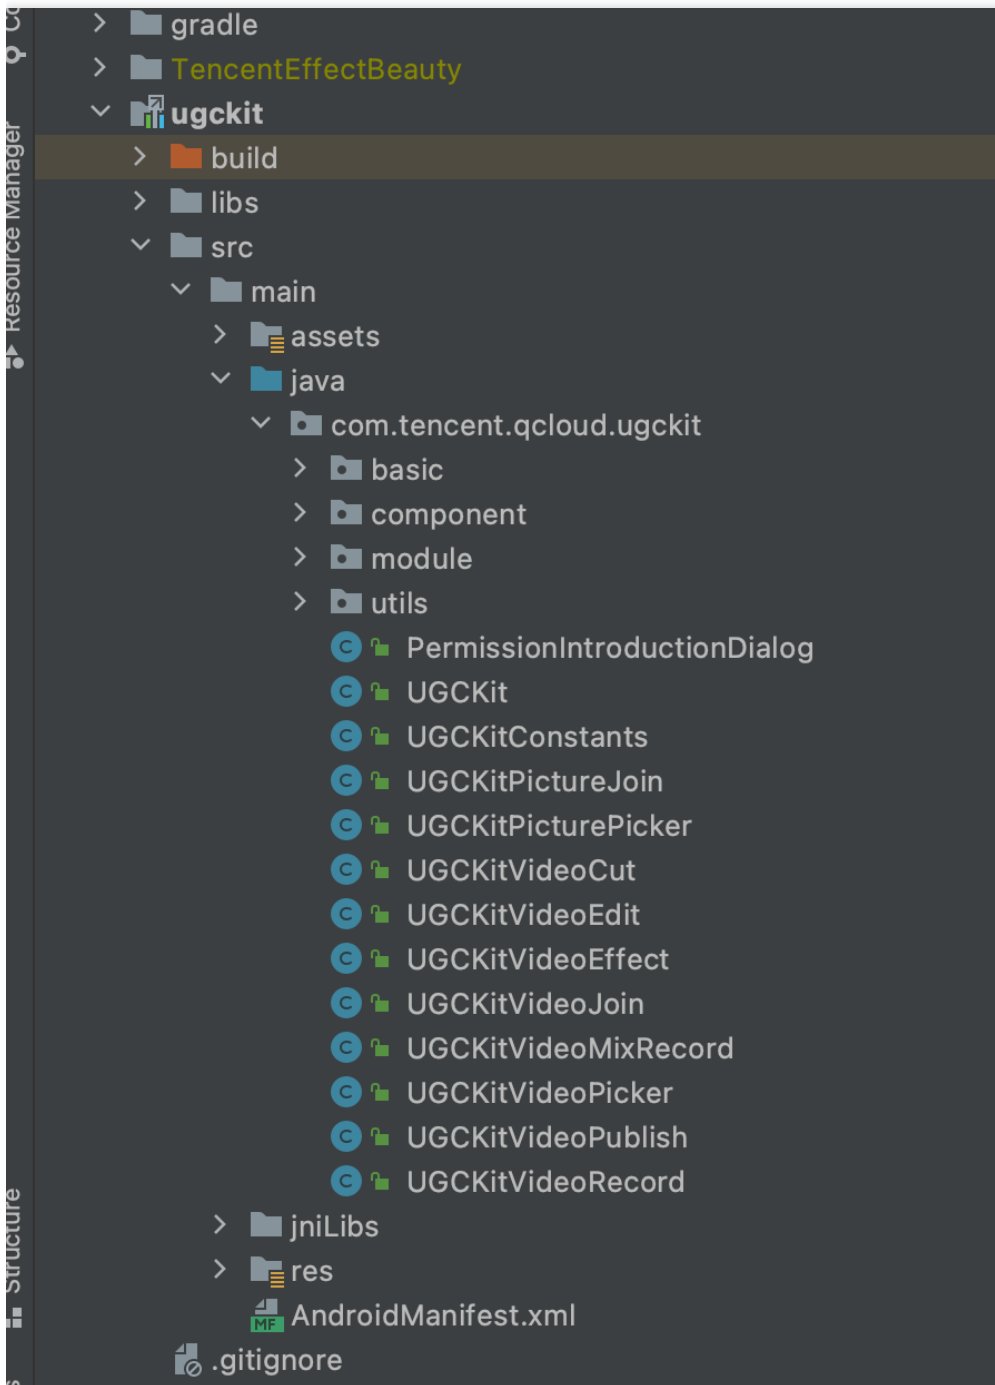 gradle
TencentEffectBeauty
ugckit
build
libs
src
main
assets
java
com.tencent.qcloud.ugckit
basic
component
module
utils
PermissionIntroductionDialog
UGCKit
UGCKitConstants
UGCKitPictureJoin
UGCKitPicturePicker
UGCKitVideoCut
UGCKitVideoEdit
UGCKitVideoEffect
UGCKitVideoJoin
UGCKitVideoMixRecord
UGCKitVideoPicker
UGCKitVideoPublish
UGCKitVideoRecord
jniLibs
res
MF AndroidManifest.xml
.gitignore
Resource Manager
Structure